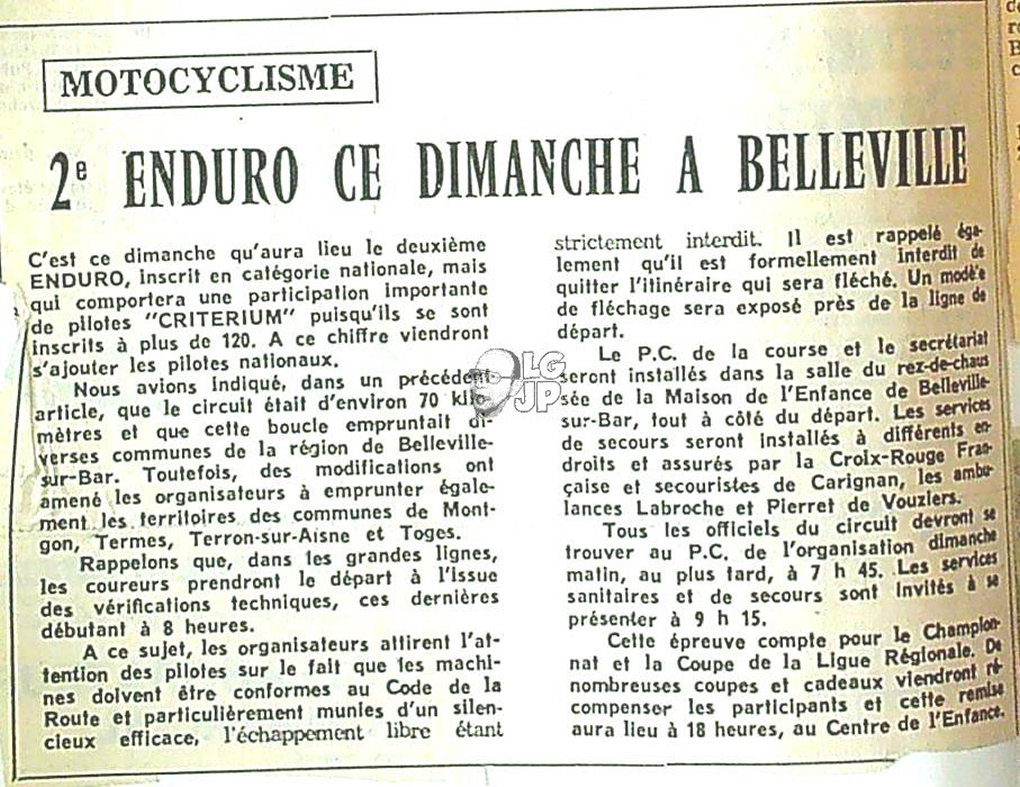 MOTOCYCLISME
2e ENDURO CE DIMANCHE A BELLEVILLE
C'est ce dimanche qu'aura lieu le deuxième
ENDURO, inscrit en catégorie nationale, mais
qui comportera une participation importante
de pilotes "CRITERIUM" puisqu'ils se sont
inscrits à plus de 120. A ce chiffre viendront
s'ajouter les pilotes nationaux.
Nous avions indiqué, dans un précédent
article, que le circuit était d'environ 70 kilo-
mètres et que cette boucle empruntait di-
verses communes de la région de Belleville-
sur-Bar. Toutefois, des modifications ont
amené les organisateurs à emprunter égale-
ment les territoires des communes de Mont-
gon, Termes, Terron-sur-Aisne et Toges.
Rappelons que, dans les grandes lignes,
les coureurs prendront le départ à l'issue
des vérifications techniques, ces dernières
débutant à 8 heures.
A ce sujet, les organisateurs attirent l'at-
tention des pilotes sur le fait que les machi-
nes doivent être conformes au Code de la
Route et particulièrement munies d'un silen-
cieux efficace, l'échappement libre étant
strictement interdit. Il est rappelé éga-
lement qu'il est formellement interdit de
quitter l'itinéraire qui sera fléché. Un modèle
de fléchage sera exposé près de la ligne de
départ.
Le P.C. de la course et le secrétariat
seront installés dans la salle du rez-de-chaus
sée de la Maison de l'Enfance de Belleville-
sur-Bar, tout à côté du départ. Les services
de secours seront installés à différents en-
droits et assurés par la Croix-Rouge Fran-
çaise et secouristes de Carignan, les ambu-
lances Labroche et Pierret de Vouziers.
Tous les officiels du circuit devront se
trouver au P.C. de l'organisation dimanche
matin, au plus tard, à 7 h 45. Les services
sanitaires et de secours sont invités à se
présenter à 9 h 15.
Cette épreuve compte pour le Champion-
nat et la Coupe de la Ligue Régionale. De
nombreuses coupes et cadeaux viendront ré-
compenser les participants et cette remise
aura lieu à 18 heures, au Centre de l'Enfance.
LG
JP